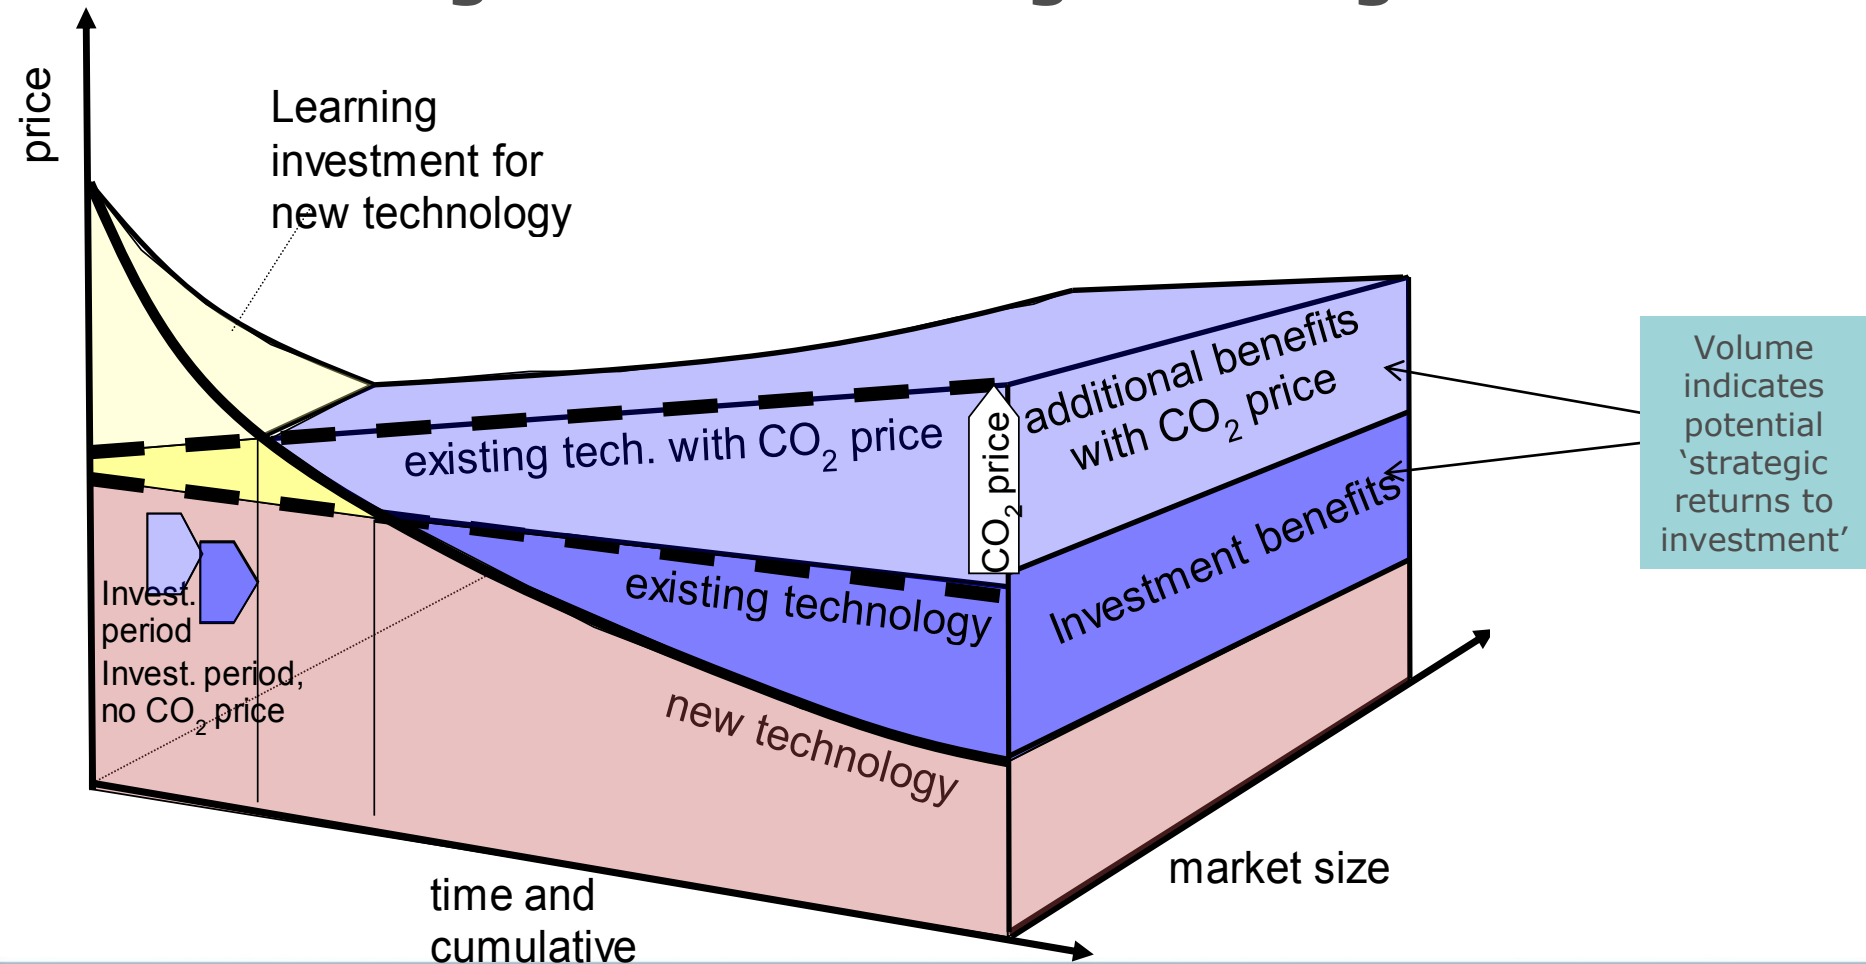 price
Learning
investment for
new technology
existing tech. with CO2 price
CO2 price
additional benefits
with CO2 price
Volume
indicates
potential
‘strategic
returns to
investment’
existing technology
Investment benefits
Invest.
period
Invest. period,
no CO2 price
new technology
market size
time and
cumulative